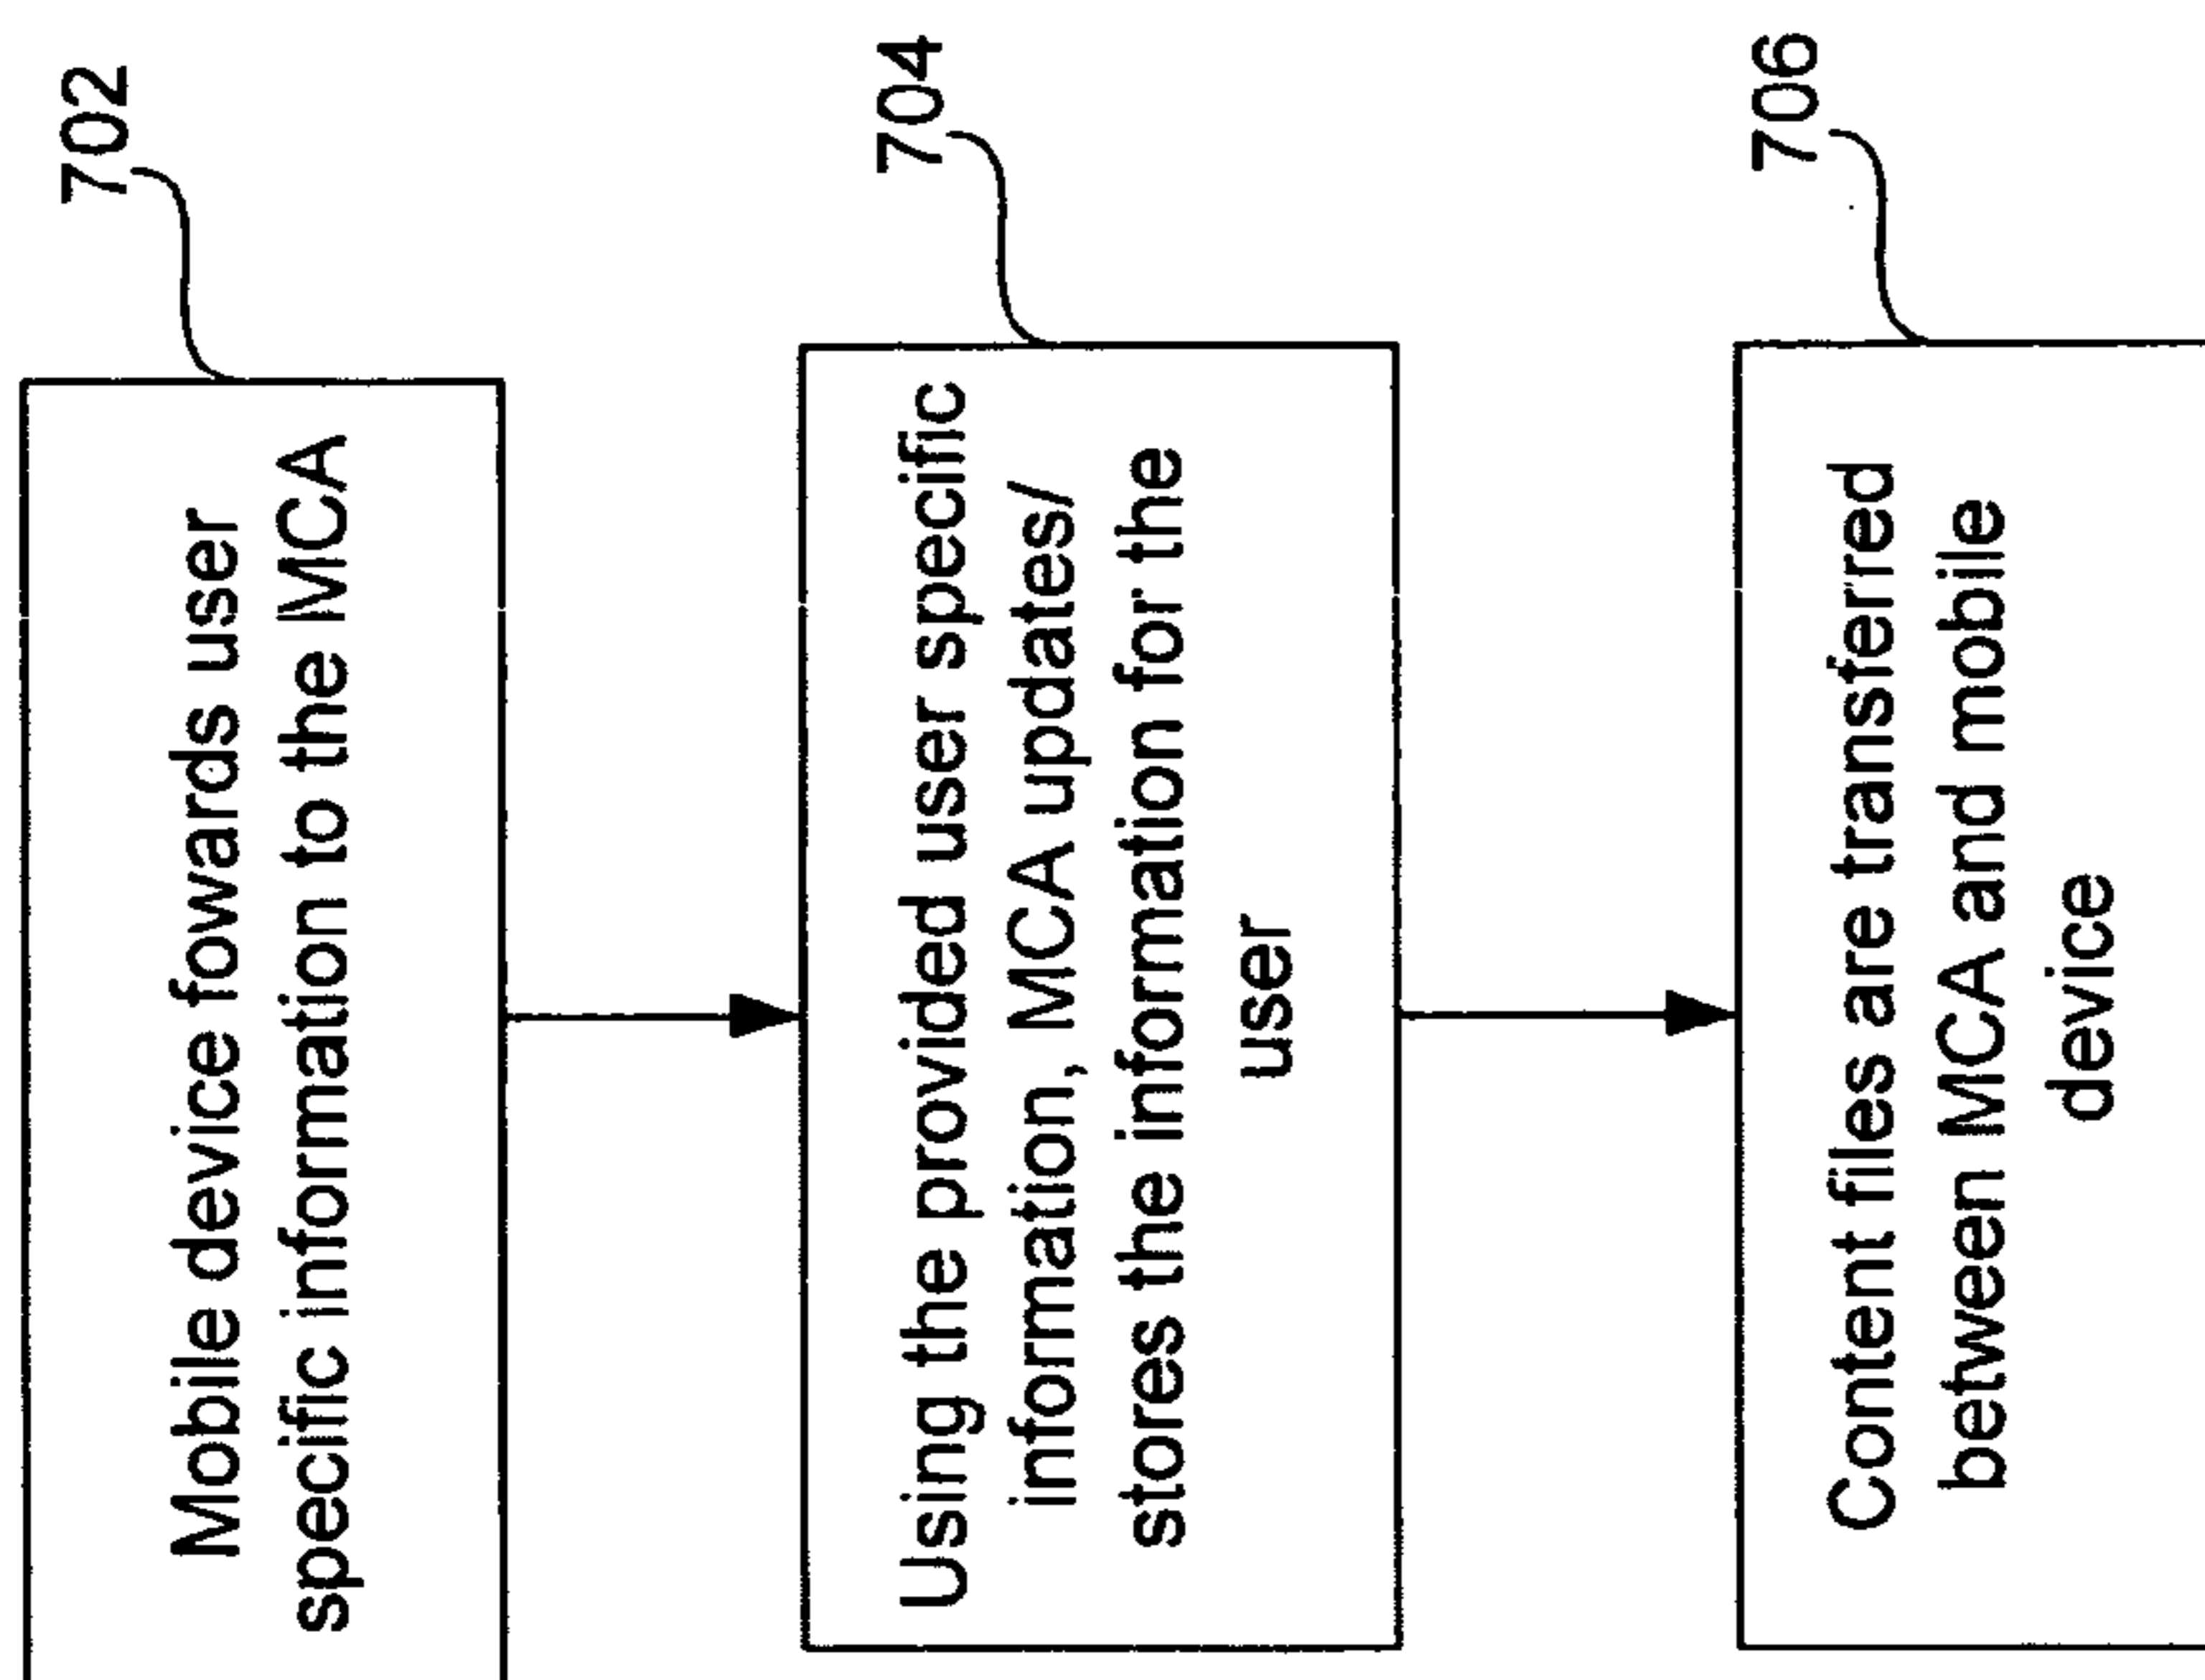 702
Mobile device fowards user
specific information to the MCA
704
Using the provided user specific
information, MCA updates/
stores the information for the
user
706
Content files are transferred
between MCA and mobile
device